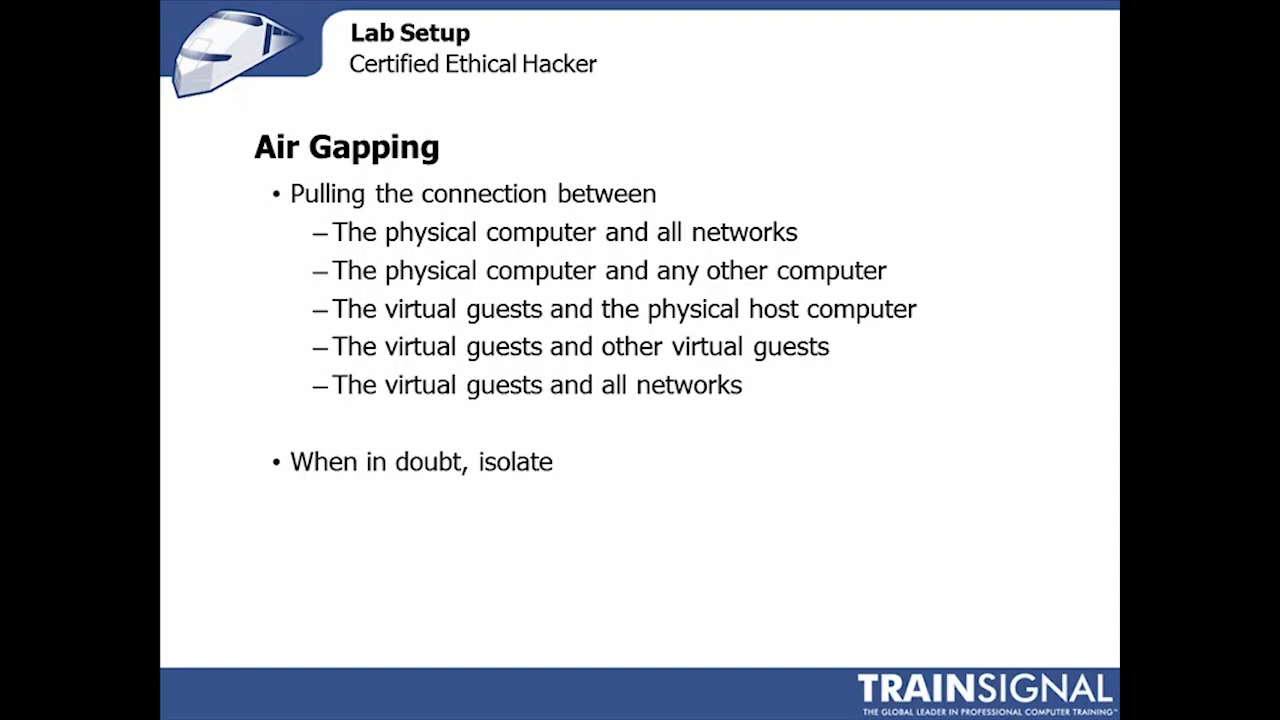 Lab Setup
Certified Ethical Hacker
Air Gapping
• Pulling the connection between
– The physical computer and all networks
– The physical computer and any other computer
– The virtual guests and the physical host computer
– The virtual guests and other virtual guests
– The virtual guests and all networks
• When in doubt, isolate
TRAINSIGNAL
THE GLOBAL LEADER IN PROFESSIONAL COMPUTER TRAINING™